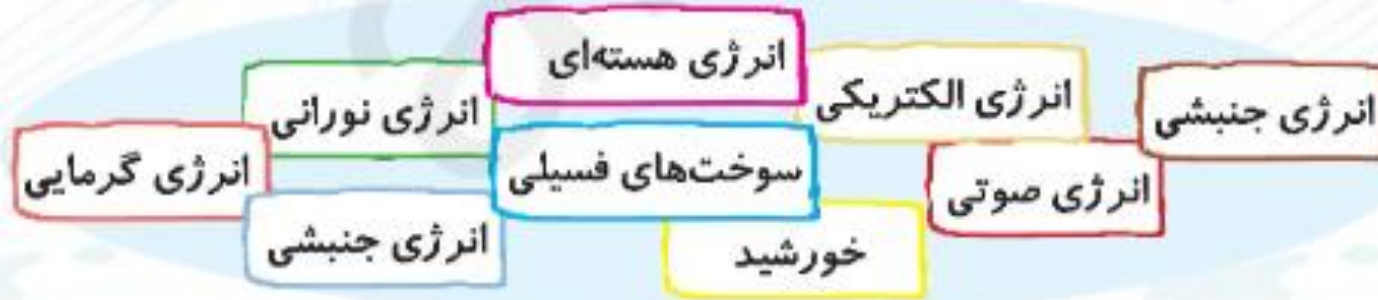 انرژی هسته‌ای
انرژی جنبشی
انرژی الکتریکی
انرژی نورانی
انرژی صوتی
سوخت‌های فسیلی
انرژی گرمایی
خورشید
انرژی جنبشی